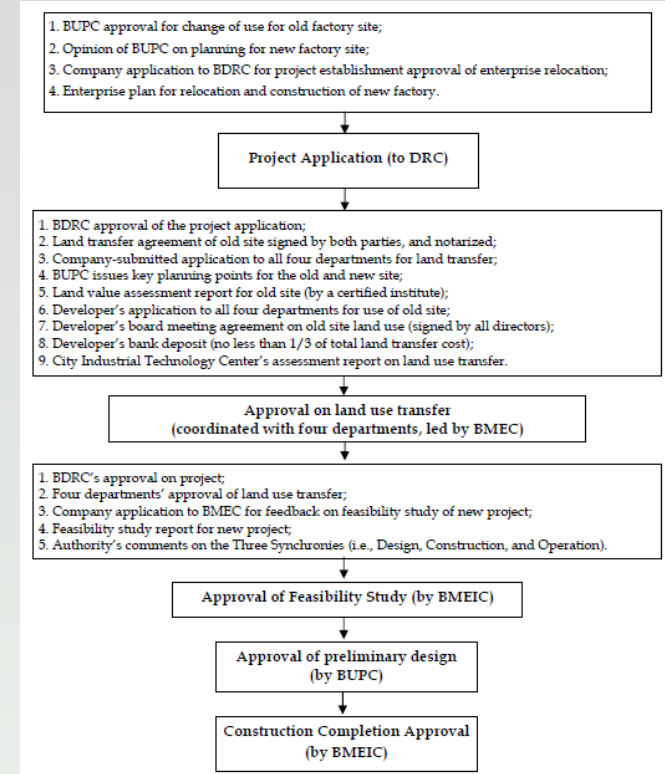 1. BUPC approval for change of use for old factory site;
2. Opinion of BUPC on planning for new factory site;
3. Company application to BDRC for project establishment approval of enterprise relocation;
4. Enterprise plan for relocation and construction of new factory.
Project Application (to DRC)
1. BDRC approval of the project application;
2. Land transfer agreement of old site signed by both parties, and notarized;
3. Company-submitted application to all four departments for land transfer;
4. BUPC issues key planning points for the old and new site;
5. Land value assessment report for old site (by a certified institute);
6. Developer's application to all four departments for use of old site;
7. Developer's board meeting agreement on old site land use (signed by all directors);
8. Developer's bank deposit (no less than 1/3 of total land transfer cost);
9. City Industrial Technology Center's assessment report on land use transfer.
Approval on land use transfer
(coordinated with four departments, led by BMEC)
1. BDRC's approval on project;
2. Four departments' approval of land use transfer;
3. Company application to BMEC for feedback on feasibility study of new project;
4. Feasibility study report for new project;
5. Authority's comments on the Three Synchronies (i.e., Design, Construction, and Operation).
Approval of Feasibility Study (by BMEIC)
Approval of preliminary design
(by BUPC)
Construction Completion Approval
(by BMEIC)